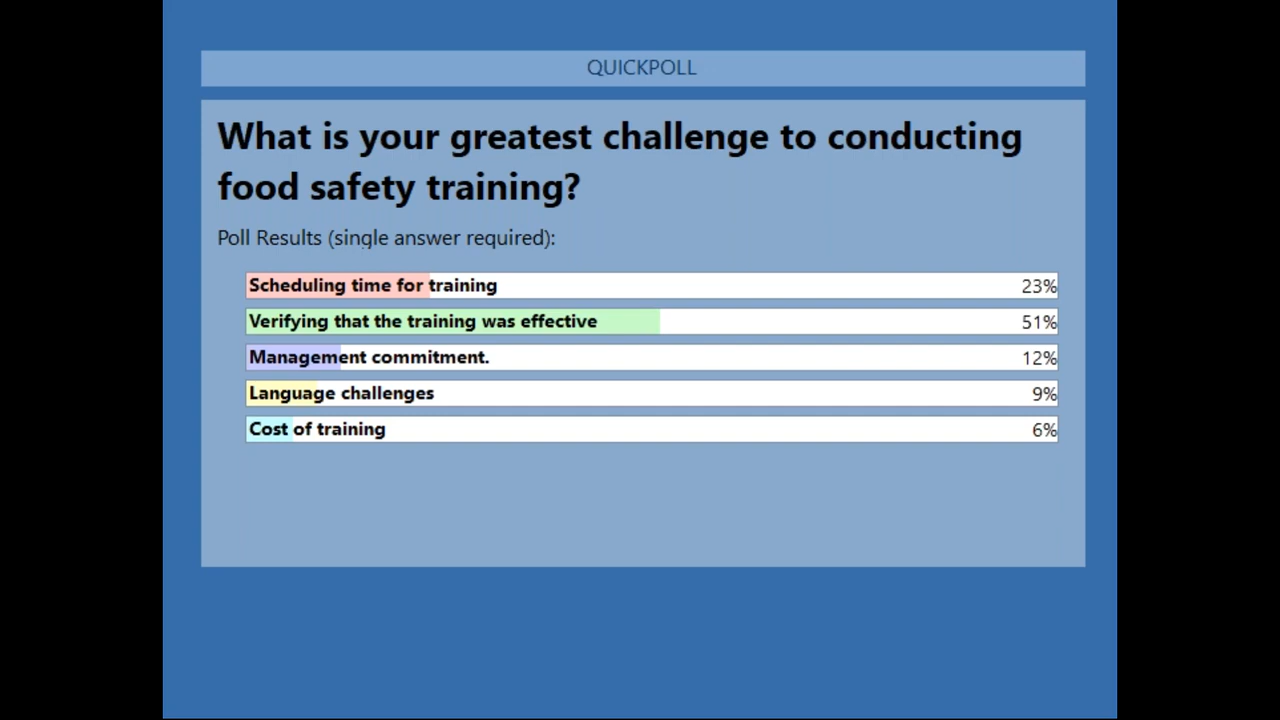 QUICKPOLL
What is your greatest challenge to conducting
food safety training?
Poll Results (single answer required):
Scheduling time for training 23%
Verifying that the training was effective 51%
Management commitment. 12%
Language challenges 9%
Cost of training 6%